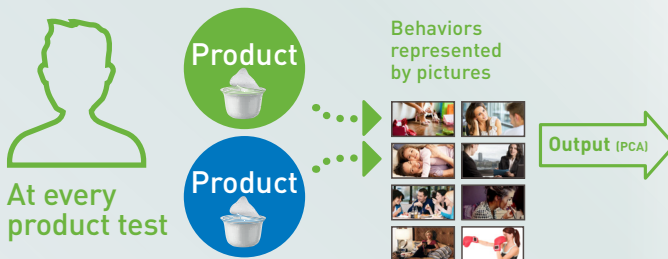 At every
product test
Product
Product
Behaviors
represented
by pictures
Output (PCA)